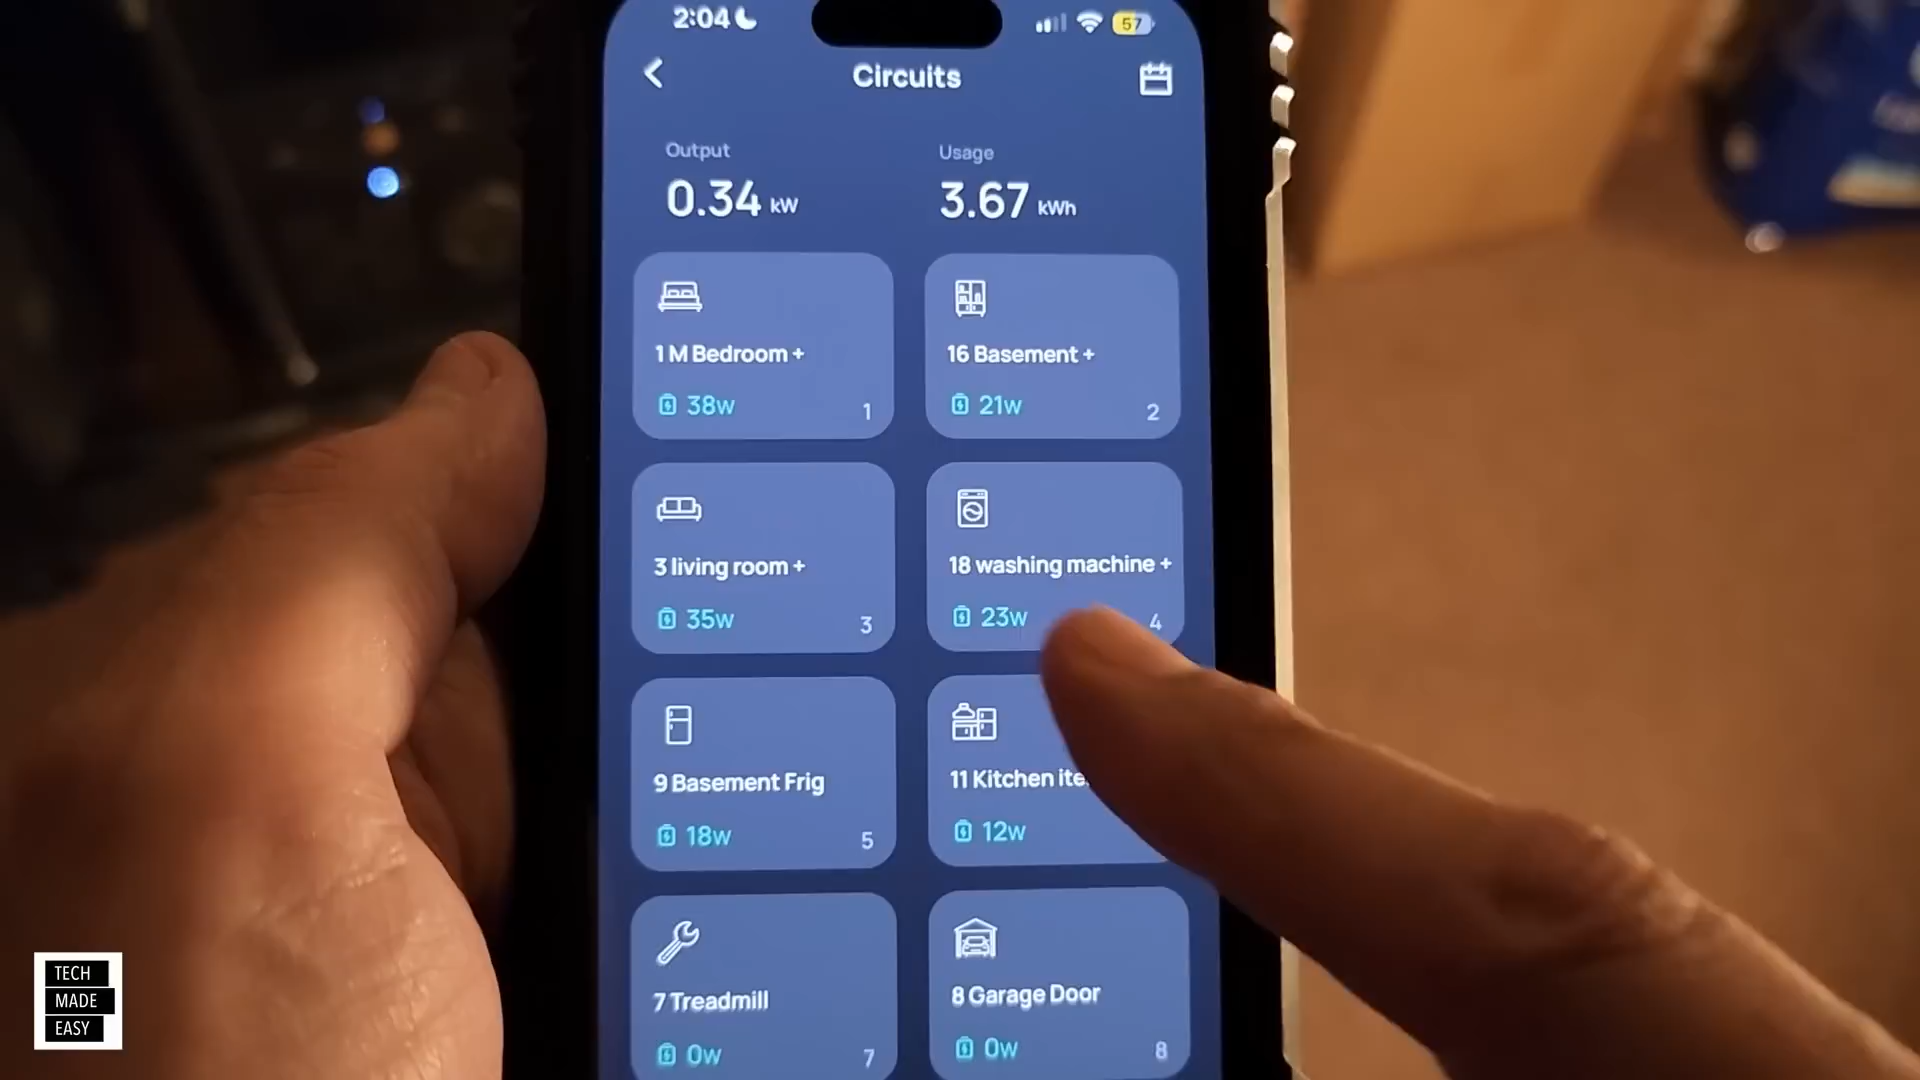 2:04
57
Circuits
Output
Usage
0.34 kW
3.67 kWh
1 M Bedroom +
38w
1
16 Basement +
21w
2
3 living room +
35w
3
18 washing machine +
23w
4
9 Basement Frig
18w
5
11 Kitchen ite
12w
7 Treadmill
0w
7
8 Garage Door
0w
8
TECH
MADE
EASY